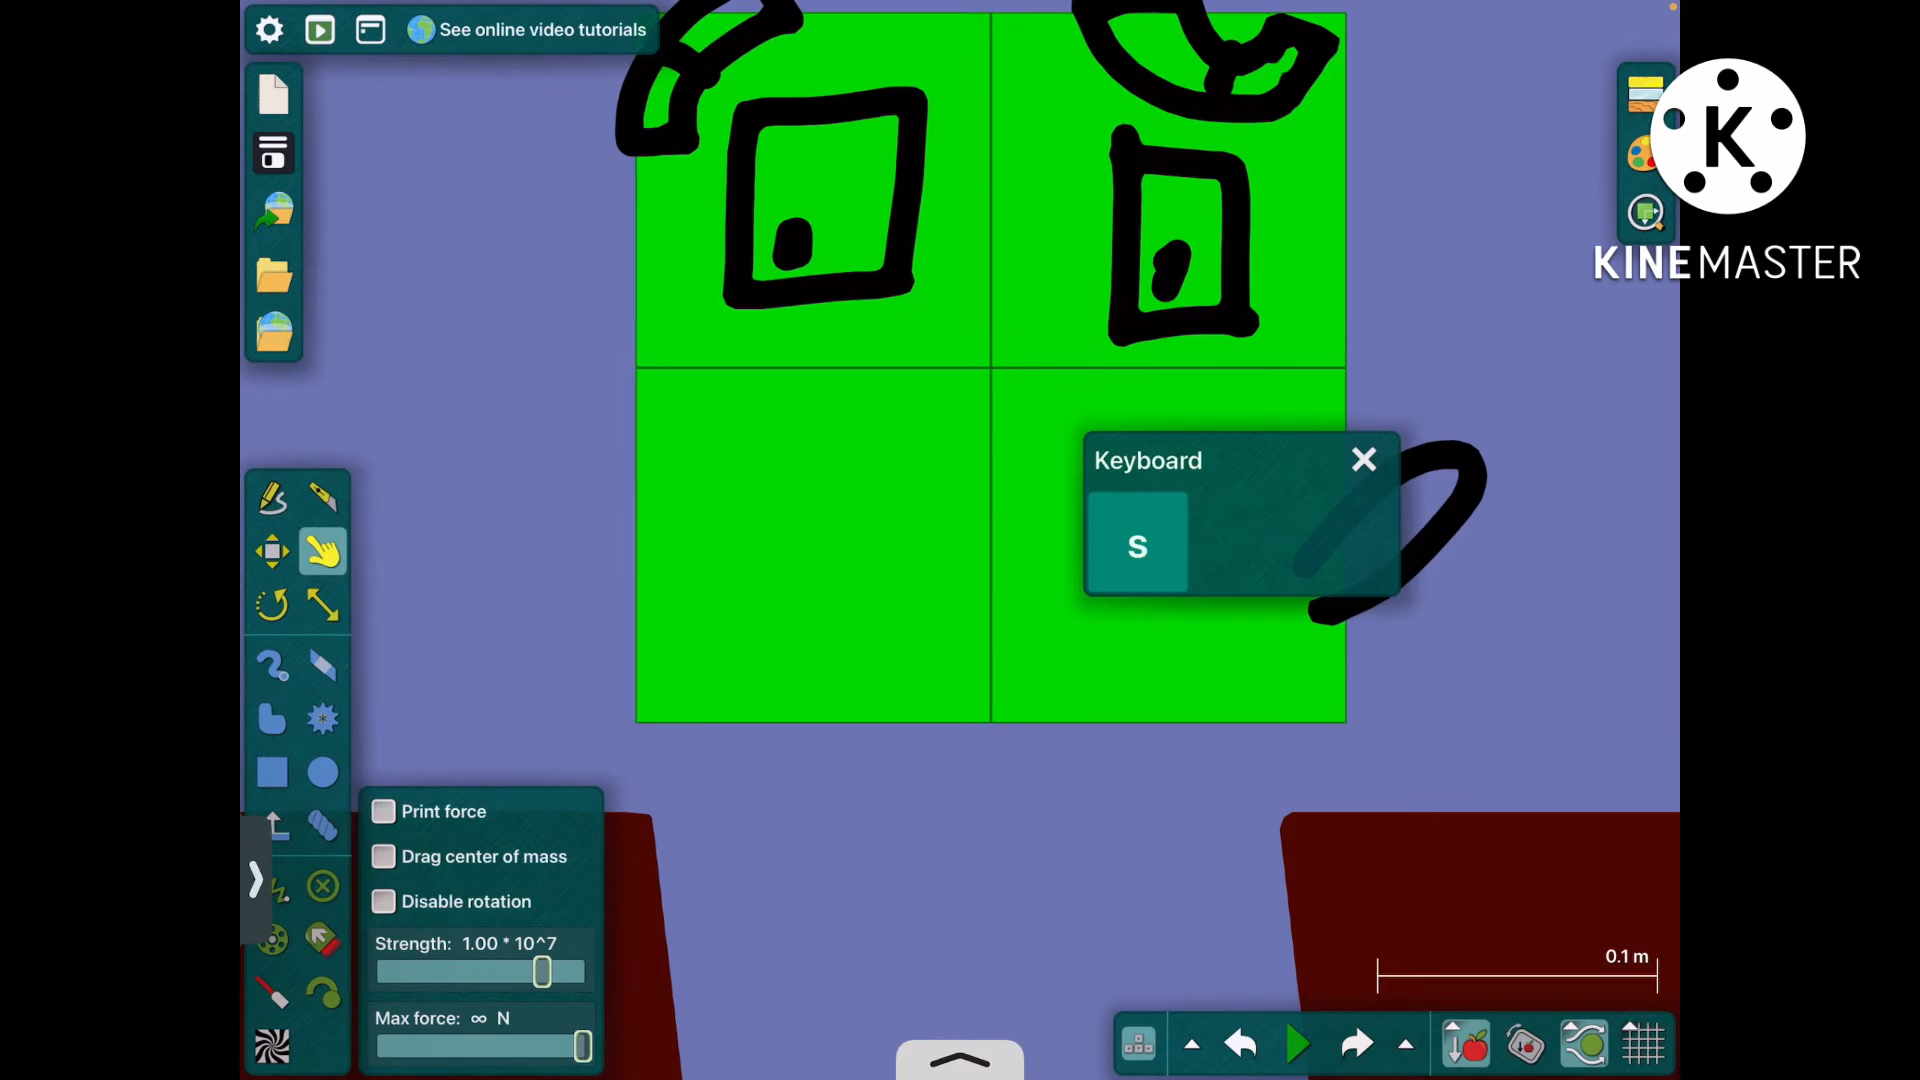 See online video tutorials
K
KINEMASTER
Keyboard
s
Print force
Drag center of mass
Disable rotation
Strength: 1.00 * 10^7
Max force: ∞ N
0.1 m